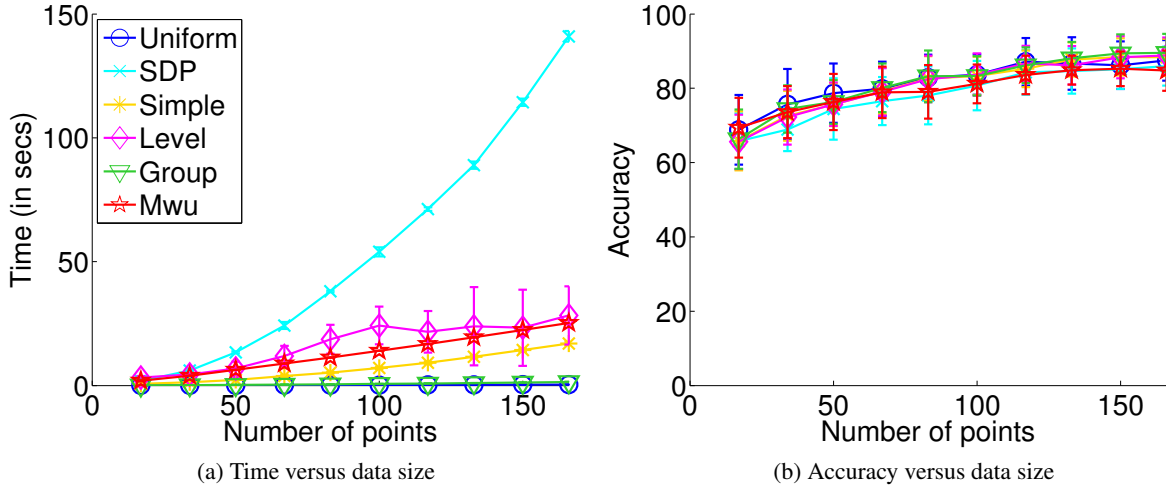 150
100
50
0
Time (in secs)
Uniform
SDP
Simple
Level
Group
Mwu
0
50
100
150
Number of points
(a) Time versus data size
100
80
60
40
20
0
Accuracy
0
50
100
150
Number of points
(b) Accuracy versus data size